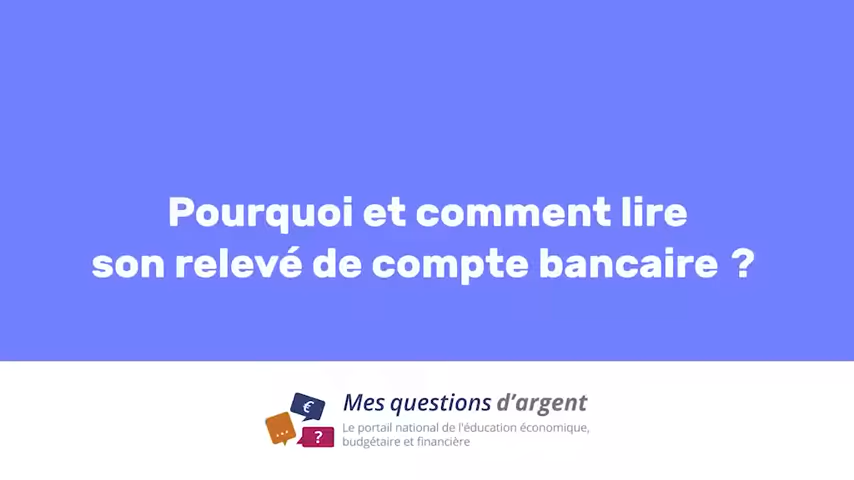 Pourquoi et comment lire
son relevé de compte bancaire ?
€
...
?
Mes questions d'argent
Le portail national de l'éducation économique,
budgétaire et financière